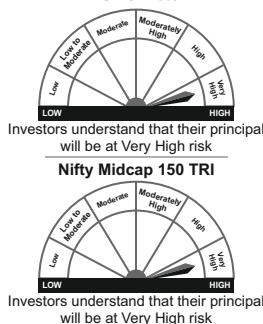 Low
Low to
Moderate
Moderate
Moderately
High
High
Very
High
LOW HIGH
Investors understand that their principal
will be at Very High risk
Nifty Midcap 150 TRI
Low
Low to
Moderate
Moderate
Moderately
High
High
Very
High
LOW HIGH
Investors understand that their principal
will be at Very High risk